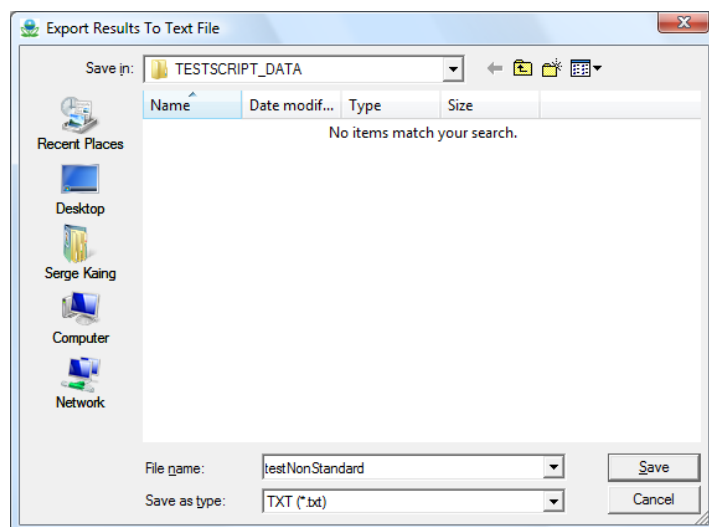 Export Results To Text File
Save in: TESTSCRIPT_DATA
Name Date modif... Type Size
No items match your search.
Recent Places
Desktop
Serge Kaing
Computer
Network
File name: testNonStandard Save
Save as type: TXT (*.txt) Cancel